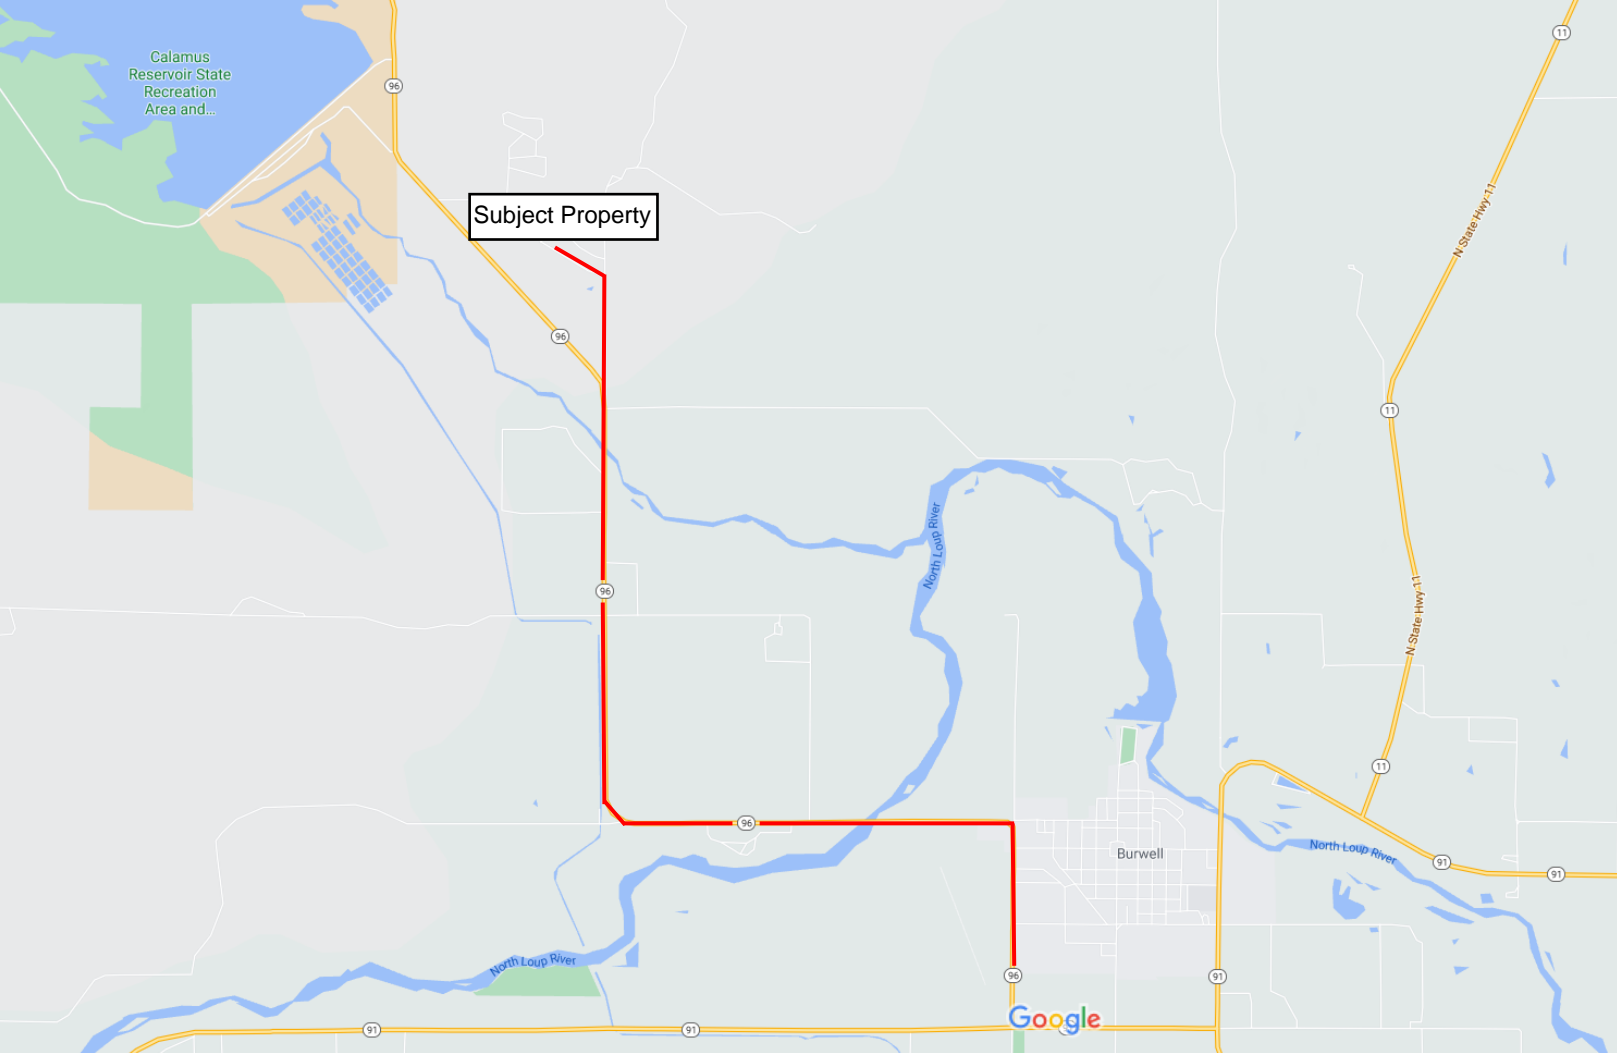 Calamus
Reservoir State
Recreation
Area and...
96
11
Subject Property
N State Hwy 11
96
11
North Loup River
96
N State Hwy 11
11
96
Burwell
North Loup River
91
91
North Loup River
96
91
91
91
Google